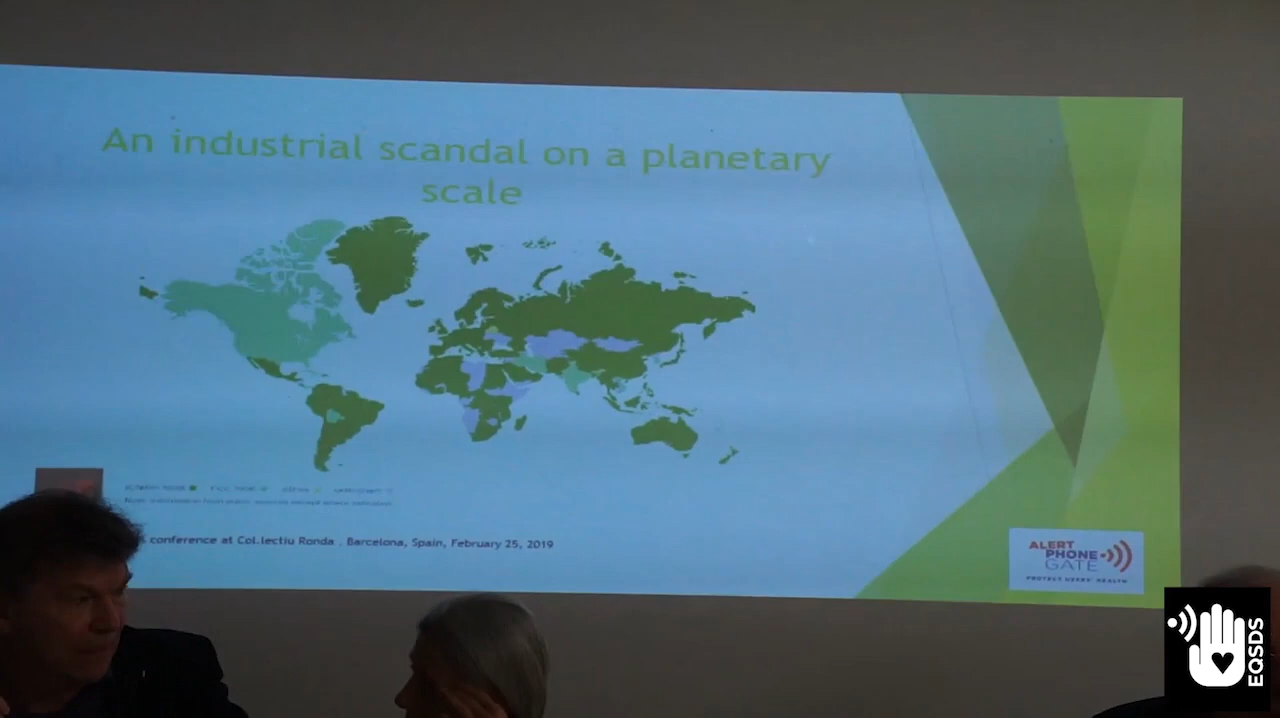 An industrial scandal on a planetary
scale
conference at Col.lectiu Ronda . Barcelona, Spain, February 25, 2019
ALERT
PHONE
GATE
PROTECT USERS' HEALTH
EQSDS